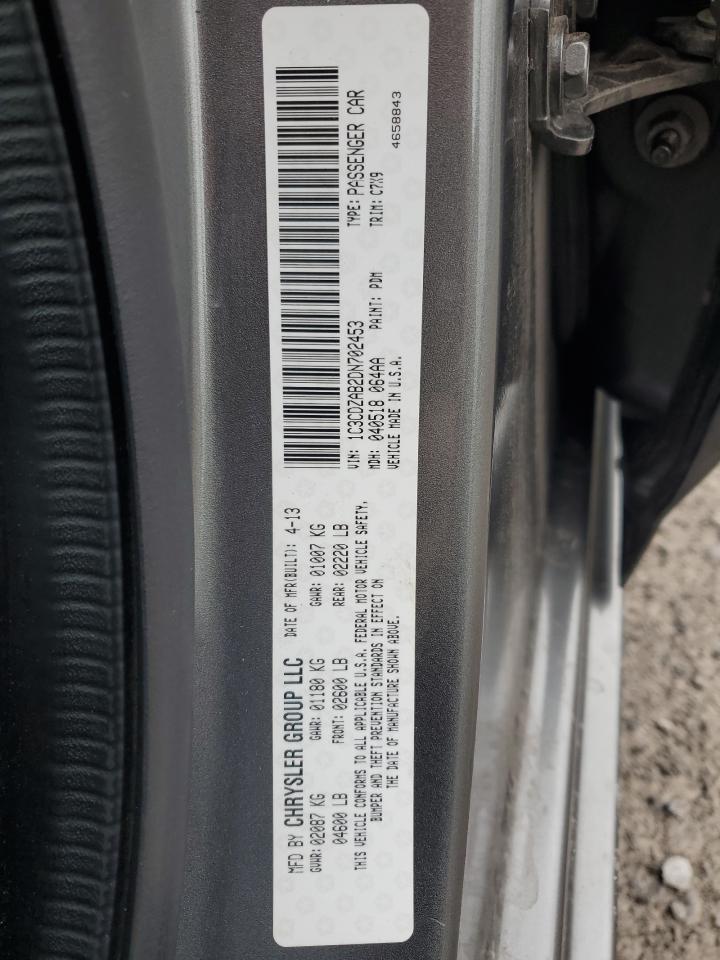 MFD BY CHRYSLER GROUP LLC DATE OF MFR(BUILT): 4-13
GVWR: 02087 KG GAWR: 01180 KG GAWR: 01007 KG
04600 LB FRONT: 02600 LB REAR: 02220 LB
THIS VEHICLE CONFORMS TO ALL APPLICABLE U.S.A. FEDERAL MOTOR VEHICLE SAFETY,
BUMPER AND THEFT PREVENTION STANDARDS IN EFFECT ON
THE DATE OF MANUFACTURE SHOWN ABOVE.
VIN: 1C3CDZAB2DN702453 TYPE: PASSENGER CAR
MDH: 040518 064AA PAINT: PDM TRIM: C7X9
VEHICLE MADE IN U.S.A. 4658843